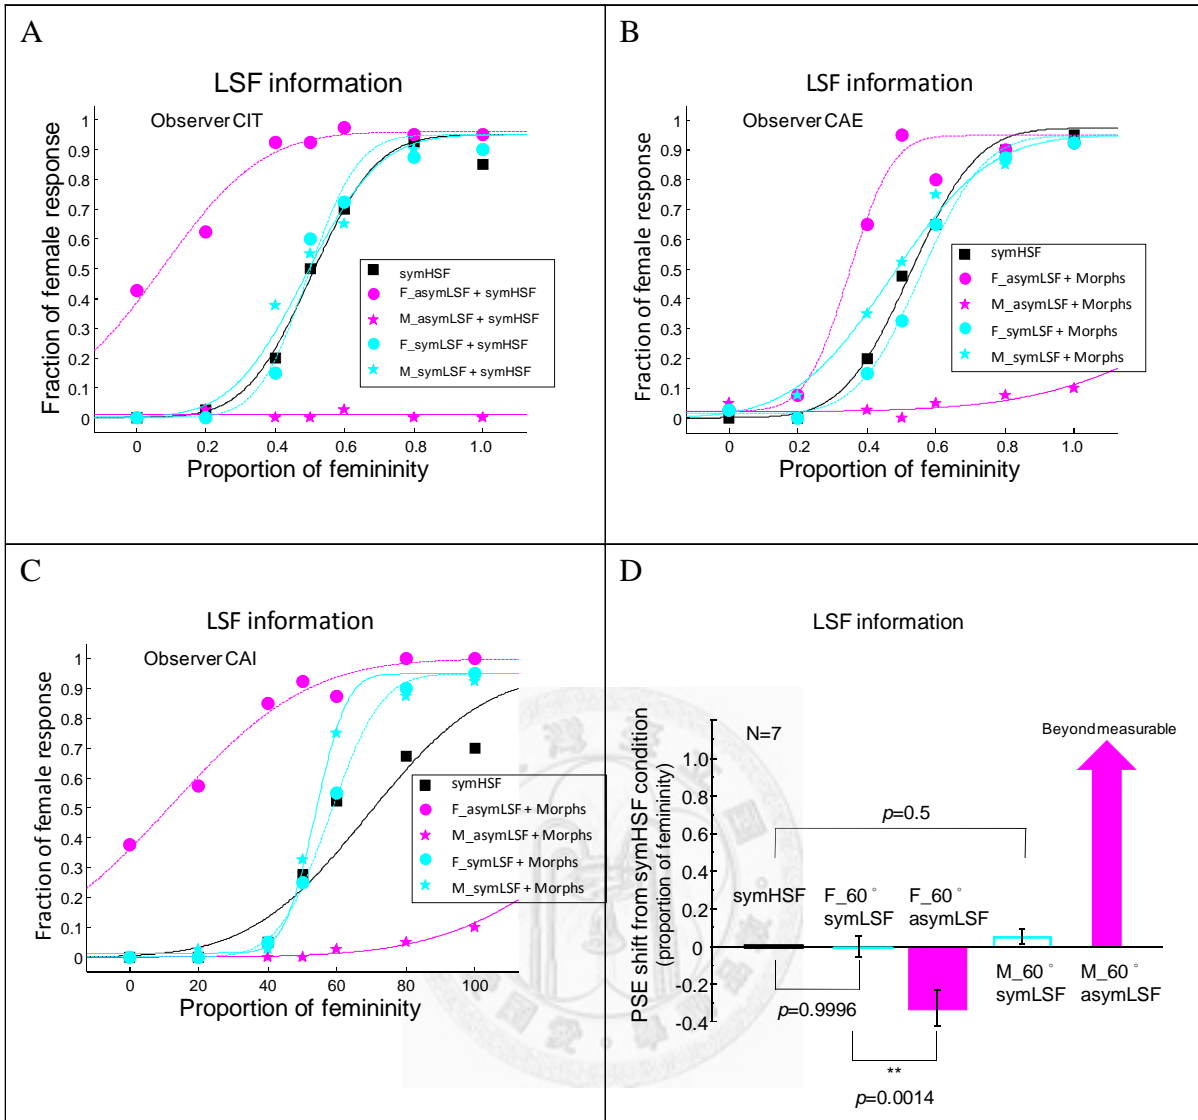 A
LSF information
Observer CIT
Fraction of female response
1
0.9
0.8
0.7
0.6
0.5
0.4
0.3
0.2
0.1
0
symHSF
F_asymLSF + symHSF
M_asymLSF + symHSF
F_symLSF + symHSF
M_symLSF + symHSF
0 0.2 0.4 0.6 0.8 1.0
Proportion of femininity
B
LSF information
Observer CAE
Fraction of female response
1
0.9
0.8
0.7
0.6
0.5
0.4
0.3
0.2
0.1
0
symHSF
F_asymLSF + Morphs
M_asymLSF + Morphs
F_symLSF + Morphs
M_symLSF + Morphs
0 0.2 0.4 0.6 0.8 1.0
Proportion of femininity
C
LSF information
Observer CAI
Fraction of female response
1
0.9
0.8
0.7
0.6
0.5
0.4
0.3
0.2
0.1
0
symHSF
F_asymLSF + Morphs
M_asymLSF + Morphs
F_symLSF + Morphs
M_symLSF + Morphs
0 20 40 60 80 100
Proportion of femininity
D
LSF information
PSE shift from symHSF condition
(proportion of femininity)
N=7
Beyond measurable
1.0
0.8
0.6
0.4
0.2
0
-0.2
-0.4
p=0.5
symHSF
F_60°
symLSF
F_60°
asymLSF
M_60°
symLSF
M_60°
asymLSF
p=0.9996
**
p=0.0014